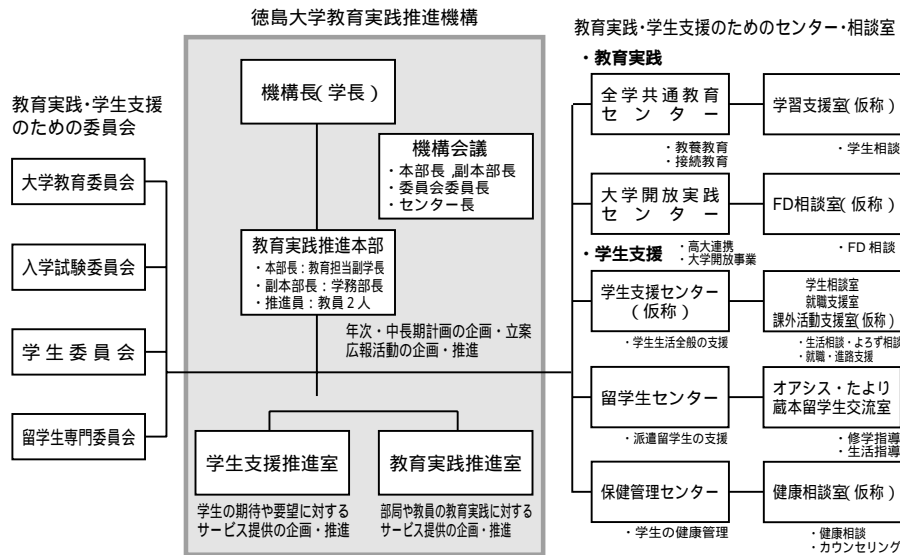 徳島大学教育実践推進機構
教育実践・学生支援
のための委員会
大学教育委員会
入学試験委員会
学生委員会
留学生専門委員会
機構長(学長)
機構会議
・本部長,副本部長
・委員会委員長
・センター長
教育実践推進本部
・本部長:教育担当副学長
・副本部長:学務部長
・推進員:教員2人
年次・中長期計画の企画・立案
広報活動の企画・推進
学生支援推進室
学生の期待や要望に対する
サービス提供の企画・推進
教育実践推進室
部局や教員の教育実践に対する
サービス提供の企画・推進
教育実践・学生支援のためのセンター・相談室
・教育実践
全学共通教育
センター
・教養教育
・接続教育
学習支援室(仮称)
・学生相談
大学開放実践
センター
・高大連携
・大学開放事業
FD相談室(仮称)
・FD相談
・学生支援
学生支援センター
(仮称)
・学生生活全般の支援
学生相談室
就職支援室
課外活動支援室(仮称)
・生活相談・よろず相談
・就職・進路支援
留学生センター
・派遣留学生の支援
オアシス・たより
蔵本留学生交流室
・修学指導
・生活指導
保健管理センター
・学生の健康管理
健康相談室(仮称)
・健康相談
・カウンセリング